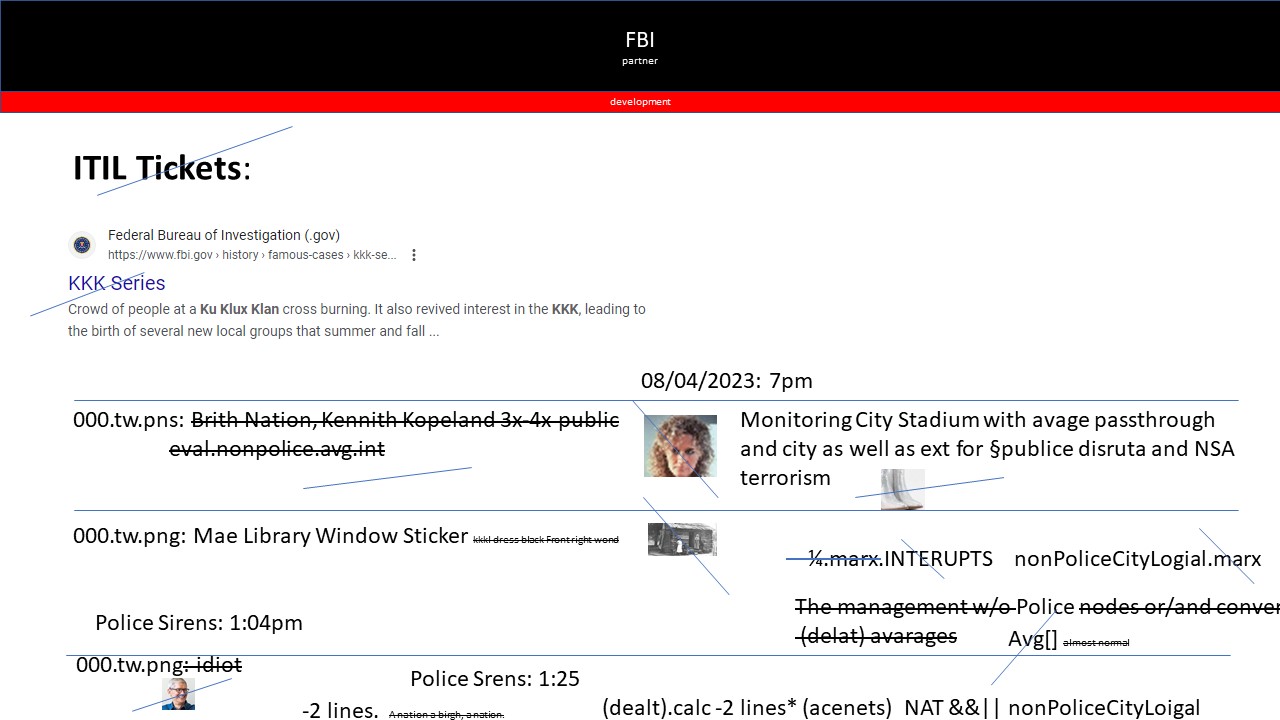 FBI
partner
development
ITIL Tickets:
Federal Bureau of Investigation (.gov)
https://www.fbi.gov › history › famous-cases › kkk-se...
KKK Series
Crowd of people at a Ku Klux Klan cross burning. It also revived interest in the KKK, leading to
the birth of several new local groups that summer and fall ...
08/04/2023: 7pm
000.tw.pns: Brith Nation, Kennith Kopeland 3x-4x public
eval.nonpolice.avg.int
Monitoring City Stadium with avage passthrough
and city as well as ext for §publice disruta and NSA
terrorism
000.tw.png: Mae Library Window Sticker kkkl dress black Front right wond
¼.marx.INTERUPTS nonPoliceCityLogial.marx
The management w/o Police nodes or/and conver
(delat) avarages Avg[] almost normal
Police Sirens: 1:04pm
000.tw.png: idiot
Police Srens: 1:25
-2 lines. A nation a birgh, a nation.
(dealt).calc -2 lines* (acenets) NAT &&|| nonPoliceCityLoigal